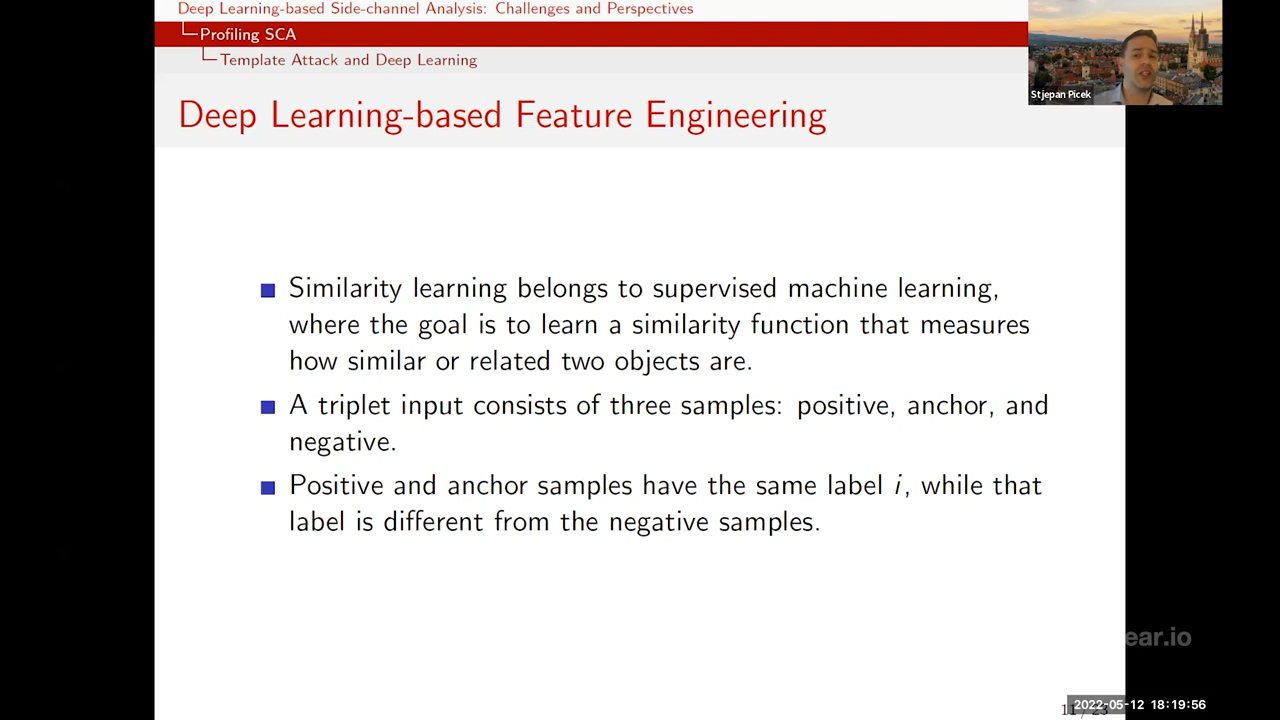 Deep Learning-based Side-channel Analysis: Challenges and Perspectives
Profiling SCA
Template Attack and Deep Learning
Stjepan Picek
Deep Learning-based Feature Engineering
Similarity learning belongs to supervised machine learning,
where the goal is to learn a similarity function that measures
how similar or related two objects are.
A triplet input consists of three samples: positive, anchor, and
negative.
Positive and anchor samples have the same label i, while that
label is different from the negative samples.
ear.io
2022-05-12 18:19:56